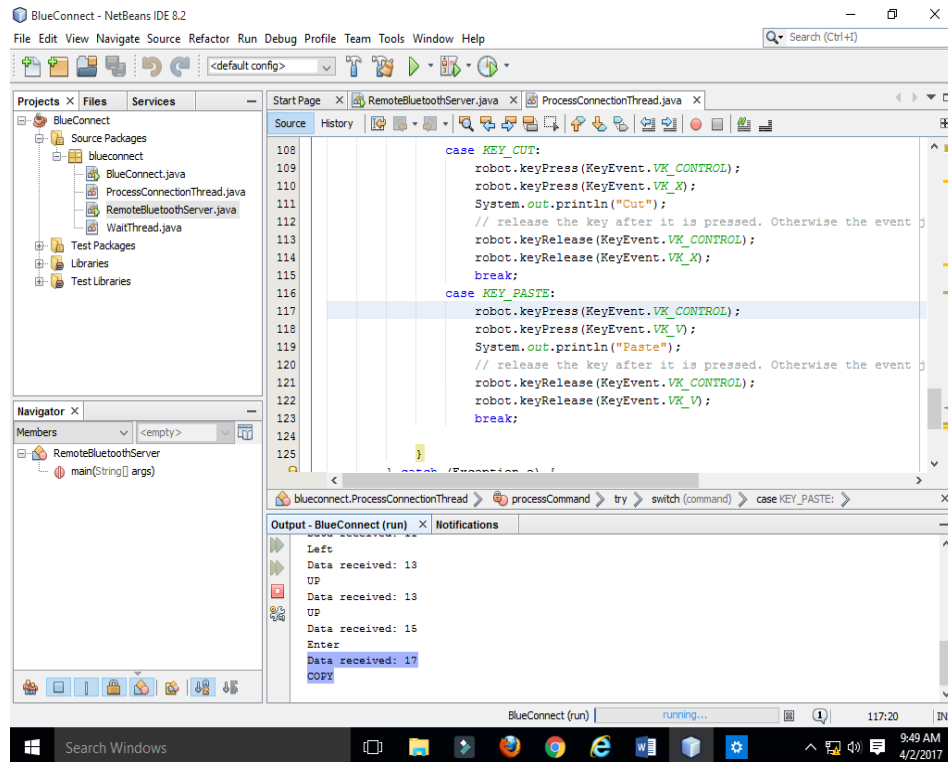 BlueConnect - NetBeans IDE 8.2
File Edit View Navigate Source Refactor Run Debug Profile Team Tools Window Help
Search (Ctrl+I)
<default config>
Projects Files Services
BlueConnect
Source Packages
blueconnect
BlueConnect.java
ProcessConnectionThread.java
RemoteBluetoothServer.java
WaitThread.java
Test Packages
Libraries
Test Libraries
Start Page RemoteBluetoothServer.java ProcessConnectionThread.java
Source History
108 case KEY_CUT:
109 robot.keyPress(KeyEvent.VK_CONTROL);
110 robot.keyPress(KeyEvent.VK_X);
111 System.out.println("Cut");
112 // release the key after it is pressed. Otherwise the event
113 robot.keyRelease(KeyEvent.VK_CONTROL);
114 robot.keyRelease(KeyEvent.VK_X);
115 break;
116 case KEY_PASTE:
117 robot.keyPress(KeyEvent.VK_CONTROL);
118 robot.keyPress(KeyEvent.VK_V);
119 System.out.println("Paste");
120 // release the key after it is pressed. Otherwise the event
121 robot.keyRelease(KeyEvent.VK_CONTROL);
122 robot.keyRelease(KeyEvent.VK_V);
123 break;
124
125 }
} catch (Exception e) {
blueconnect.ProcessConnectionThread processCommand try switch (command) case KEY_PASTE:
Navigator
Members <empty>
RemoteBluetoothServer
main(String[] args)
Output - BlueConnect (run) Notifications
Data received: 11
Left
Data received: 13
UP
Data received: 13
UP
Data received: 15
Enter
Data received: 17
COPY
BlueConnect (run) running... 1 117:20 IN
Search Windows
9:49 AM
4/2/2017